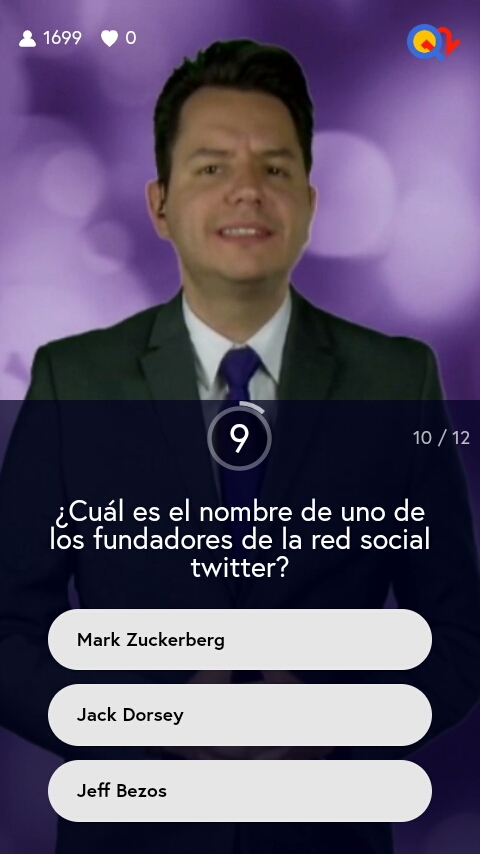 1699 0
9
10 / 12
¿Cuál es el nombre de uno de
los fundadores de la red social
twitter?
Mark Zuckerberg
Jack Dorsey
Jeff Bezos